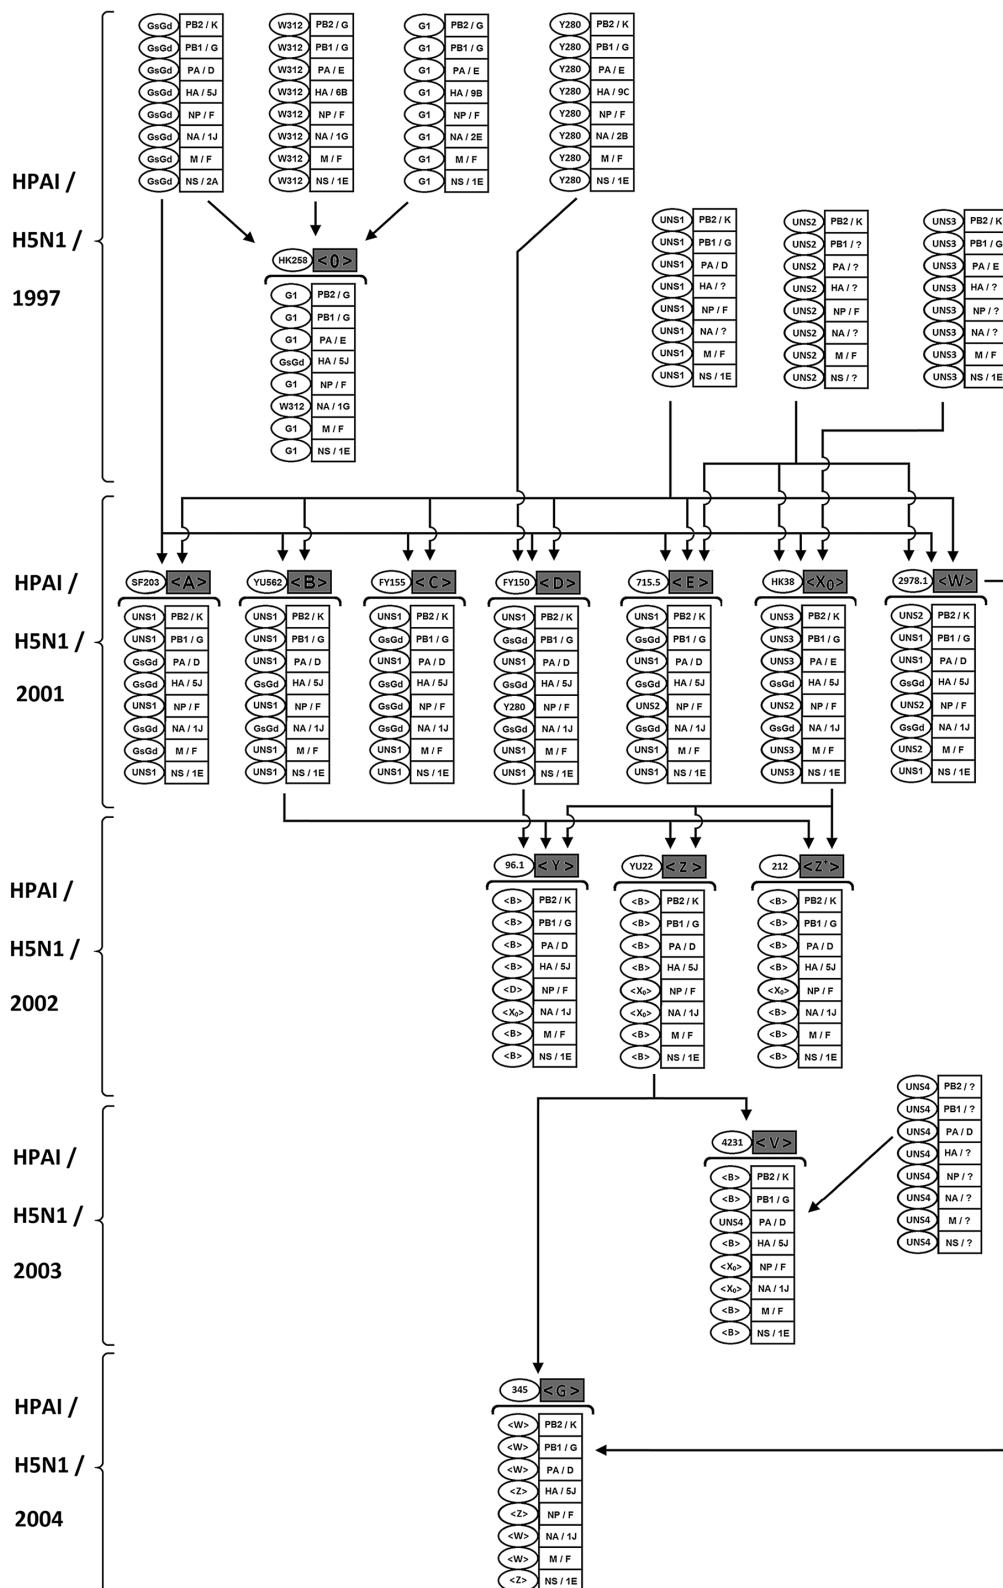 GsGd PB2 / K
GsGd PB1 / G
GsGd PA / D
GsGd HA / 5J
GsGd NP / F
GsGd NA / 1J
GsGd M / F
GsGd NS / 2A
W312 PB2 / G
W312 PB1 / G
W312 PA / E
W312 HA / 6B
W312 NP / F
W312 NA / 1G
W312 M / F
W312 NS / 1E
G1 PB2 / G
G1 PB1 / G
G1 PA / E
G1 HA / 9B
G1 NP / F
G1 NA / 2E
G1 M / F
G1 NS / 1E
Y280 PB2 / K
Y280 PB1 / G
Y280 PA / E
Y280 HA / 9C
Y280 NP / F
Y280 NA / 2B
Y280 M / F
Y280 NS / 1E
HPAI /
H5N1 /
1997
UNS1 PB2 / K
UNS1 PB1 / G
UNS1 PA / D
UNS1 HA / ?
UNS1 NP / F
UNS1 NA / ?
UNS1 M / F
UNS1 NS / 1E
UNS2 PB2 / K
UNS2 PB1 / ?
UNS2 PA / ?
UNS2 HA / ?
UNS2 NP / F
UNS2 NA / ?
UNS2 M / F
UNS2 NS / ?
UNS3 PB2 / K
UNS3 PB1 / G
UNS3 PA / E
UNS3 HA / ?
UNS3 NP / ?
UNS3 NA / ?
UNS3 M / F
UNS3 NS / 1E
HK258 <0>
G1 PB2 / G
G1 PB1 / G
G1 PA / E
GsGd HA / 5J
G1 NP / F
W312 NA / 1G
G1 M / F
G1 NS / 1E
HPAI /
H5N1 /
2001
SF203 <A>
UNS1 PB2 / K
UNS1 PB1 / G
GsGd PA / D
GsGd HA / 5J
UNS1 NP / F
GsGd NA / 1J
GsGd M / F
UNS1 NS / 1E
YU562 <B>
UNS1 PB2 / K
UNS1 PB1 / G
UNS1 PA / D
GsGd HA / 5J
UNS1 NP / F
GsGd NA / 1J
UNS1 M / F
UNS1 NS / 1E
FY155 <C>
UNS1 PB2 / K
GsGd PB1 / G
UNS1 PA / D
GsGd HA / 5J
GsGd NP / F
GsGd NA / 1J
UNS1 M / F
UNS1 NS / 1E
FY150 <D>
UNS1 PB2 / K
GsGd PB1 / G
UNS1 PA / D
GsGd HA / 5J
Y280 NP / F
GsGd NA / 1J
UNS1 M / F
UNS1 NS / 1E
715.5 <E>
UNS1 PB2 / K
GsGd PB1 / G
UNS1 PA / D
GsGd HA / 5J
UNS2 NP / F
GsGd NA / 1J
UNS1 M / F
UNS1 NS / 1E
HK38 <X₀>
UNS3 PB2 / K
UNS3 PB1 / G
UNS3 PA / E
GsGd HA / 5J
UNS2 NP / F
GsGd NA / 1J
UNS3 M / F
UNS3 NS / 1E
2978.1 <W>
UNS2 PB2 / K
UNS1 PB1 / G
UNS1 PA / D
GsGd HA / 5J
UNS2 NP / F
GsGd NA / 1J
UNS2 M / F
UNS1 NS / 1E
HPAI /
H5N1 /
2002
96.1 <Y>
<B> PB2 / K
<B> PB1 / G
<B> PA / D
<B> HA / 5J
<D> NP / F
<X₀> NA / 1J
<B> M / F
<B> NS / 1E
YU22 <Z>
<B> PB2 / K
<B> PB1 / G
<B> PA / D
<B> HA / 5J
<X₀> NP / F
<X₀> NA / 1J
<B> M / F
<B> NS / 1E
212 <Z⁺>
<B> PB2 / K
<B> PB1 / G
<B> PA / D
<B> HA / 5J
<X₀> NP / F
<B> NA / 1J
<B> M / F
<B> NS / 1E
HPAI /
H5N1 /
2003
4231 <V>
<B> PB2 / K
<B> PB1 / G
UNS4 PA / D
<B> HA / 5J
<X₀> NP / F
<X₀> NA / 1J
<B> M / F
<B> NS / 1E
UNS4 PB2 / ?
UNS4 PB1 / ?
UNS4 PA / D
UNS4 HA / ?
UNS4 NP / ?
UNS4 NA / ?
UNS4 M / ?
UNS4 NS / ?
HPAI /
H5N1 /
2004
345 <G>
<W> PB2 / K
<W> PB1 / G
<W> PA / D
<Z> HA / 5J
<Z> NP / F
<W> NA / 1J
<W> M / F
<Z> NS / 1E